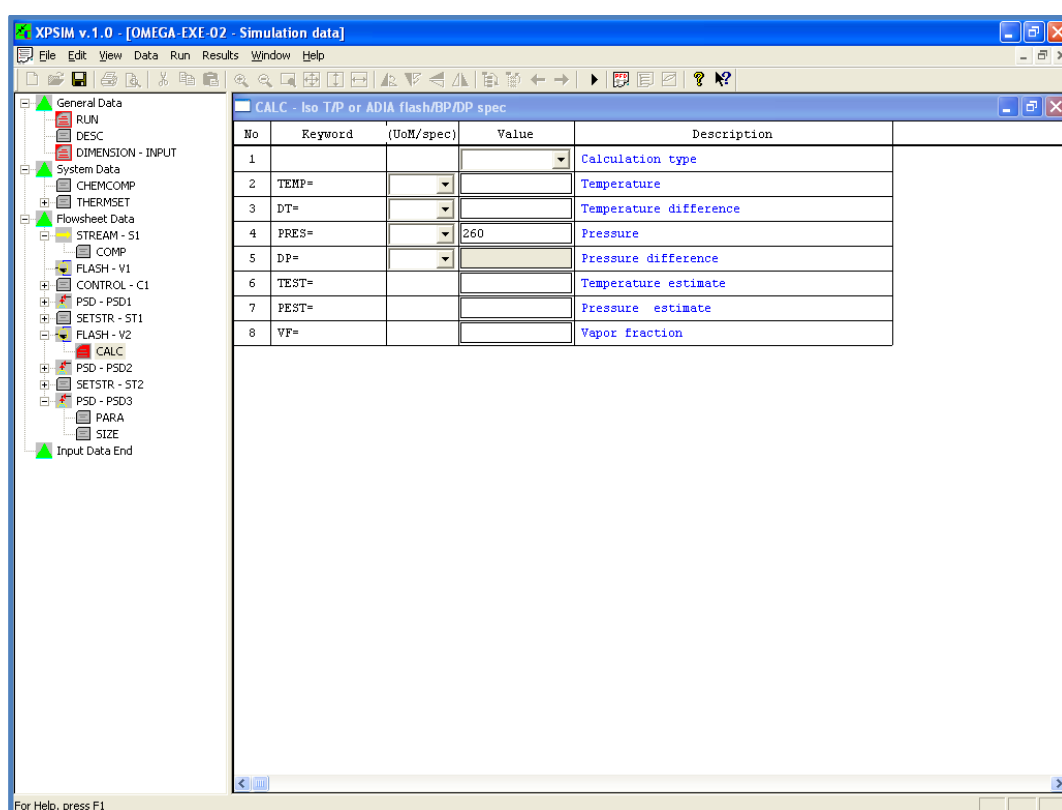 XPSIM v.1.0 - [OMEGA-EXE-02 - Simulation data]
File Edit View Data Run Results Window Help
General Data
RUN
DESC
DIMENSION - INPUT
System Data
CHEMCOMP
THERMSET
Flowsheet Data
STREAM - S1
COMP
FLASH - V1
CONTROL - C1
PSD - PSD1
SETSTR - ST1
FLASH - V2
CALC
PSD - PSD2
SETSTR - ST2
PSD - PSD3
PARA
SIZE
Input Data End
CALC - Iso T/P or ADIA flash/BP/DP spec
No Keyword (UoM/spec) Value Description
1 Calculation type
2 TEMP= Temperature
3 DT= Temperature difference
4 PRES= 260 Pressure
5 DP= Pressure difference
6 TEST= Temperature estimate
7 PEST= Pressure estimate
8 VF= Vapor fraction
For Help, press F1